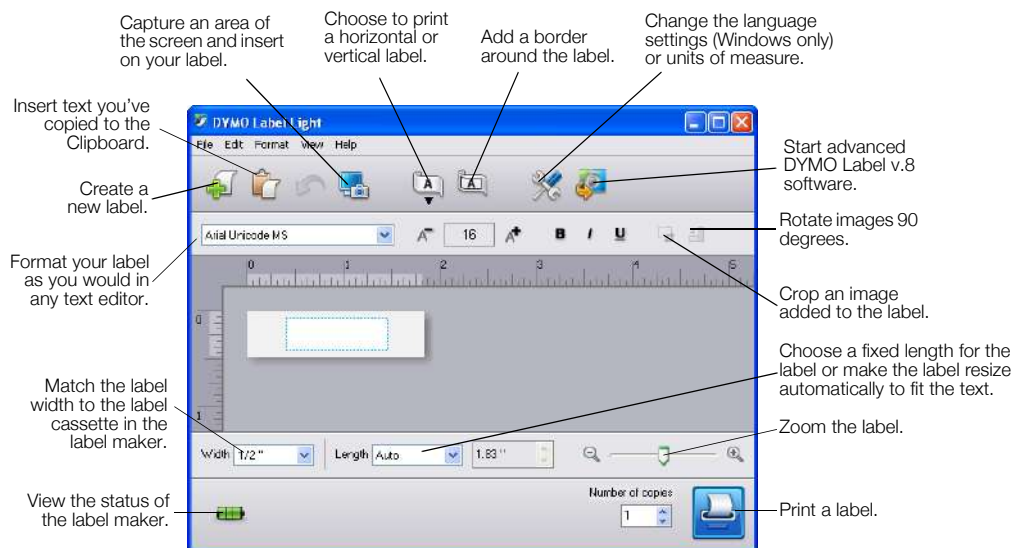 Capture an area of
the screen and insert
on your label.
Choose to print
a horizontal or
vertical label.
Add a border
around the label.
Change the language
settings (Windows only)
or units of measure.
Insert text you've
copied to the
Clipboard.
Create a
new label.
Format your label
as you would in
any text editor.
Match the label
width to the label
cassette in the
label maker.
View the status of
the label maker.
DYMO Label Light
File Edit Format View Help
A A
Arial Unicode MS A 16 A B I U
0 1 2 3 4 5
0
1
Width 1/2" Length Auto 1.83"
Number of copies
1
Start advanced
DYMO Label v.8
software.
Rotate images 90
degrees.
Crop an image
added to the label.
Choose a fixed length for the
label or make the label resize
automatically to fit the text.
Zoom the label.
Print a label.